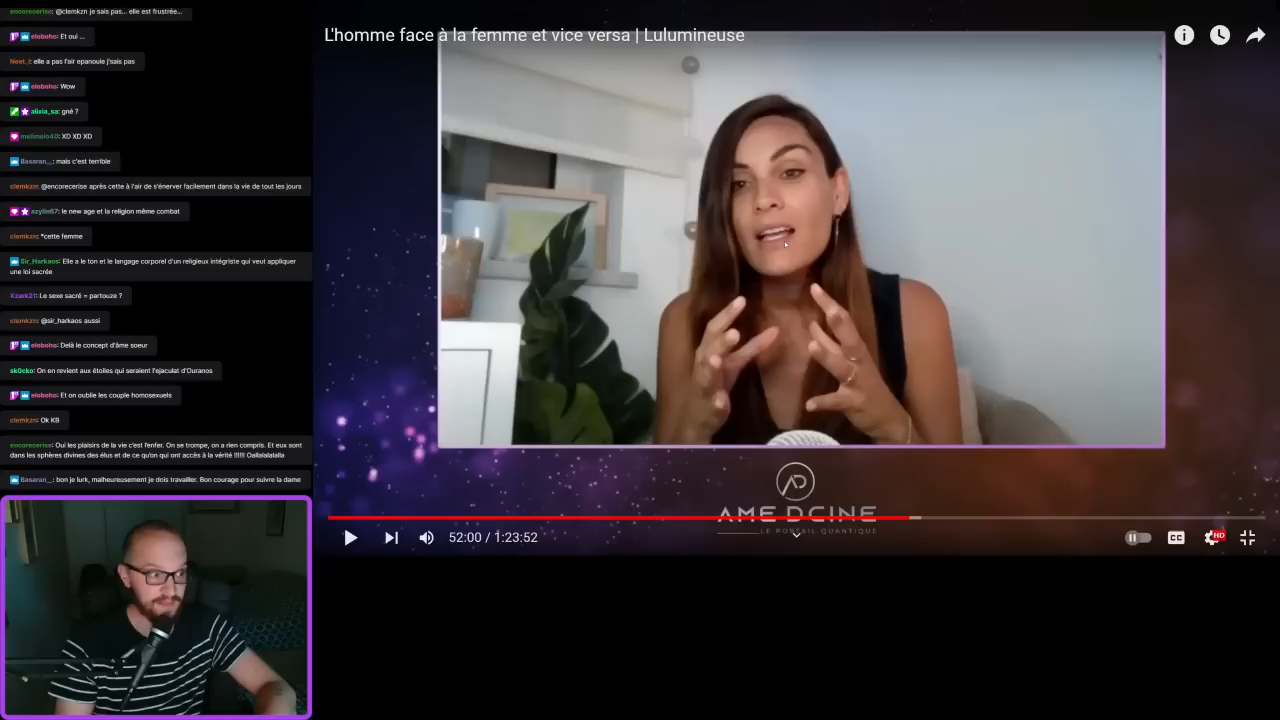 encorecerise: @clemkzn je sais pas... elle est frustrée...
eloboho: Et oui ...
elle a pas l'air epanouie j'sais pas
eloboho: Wow
alixia_sa: gné ?
melimelo40: XD XD XD
Basaran__: mais c'est terrible
clemkzn: @encorecerise après cette à l'air de s'énerver facilement dans la vie de tout les jours
azylin67: le new age et la religion même combat
clemkzn: *cette femme
Sir_Harkaos: Elle a le ton et le langage corporel d'un religieux intégriste qui veut appliquer
une loi sacrée
Xzark21: Le sexe sacré = partouze ?
clemkzn: @sir_harkaos aussi
eloboho: Delà le concept d'âme soeur
sk0cko: On en revient aux étoiles qui seraient l'ejaculat d'Ouranos
eloboho: Et on oublie les couple homosexuels
clemkzn: Ok KB
encorecerise: Oui les plaisirs de la vie c'est l'enfer. On se trompe, on a rien compris. Et eux sont
dans les sphères divines des élus et de ce qu'on qui ont accès à la vérité !!!!!! Oallalalalalla
Basaran__: bon je lurk, malheureusement je dois travailler. Bon courage pour suivre la dame
L'homme face à la femme et vice versa | Lulumineuse
AD
AME D
INE
LE PORTAIL QUANTIQUE
52:00 / 1:23:52
CC
HD